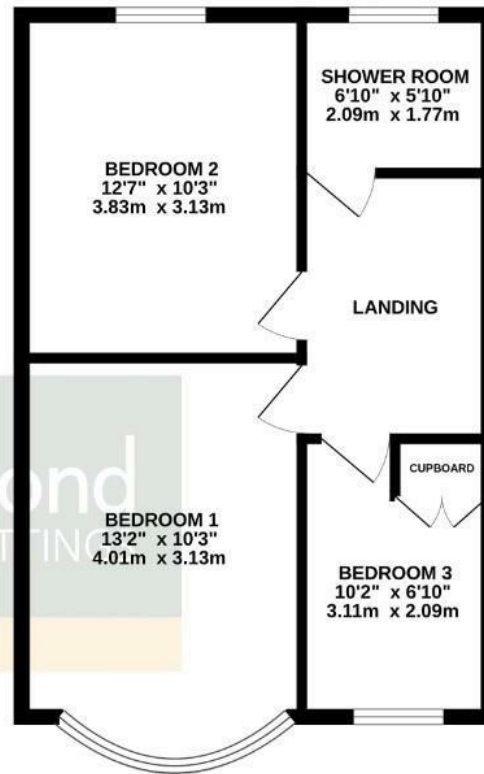 SHOWER ROOM
6'10" x 5'10"
2.09m x 1.77m
BEDROOM 2
12'7" x 10'3"
3.83m x 3.13m
LANDING
CUPBOARD
ond
TTINGS
BEDROOM 1
13'2" x 10'3"
4.01m x 3.13m
BEDROOM 3
10'2" x 6'10"
3.11m x 2.09m